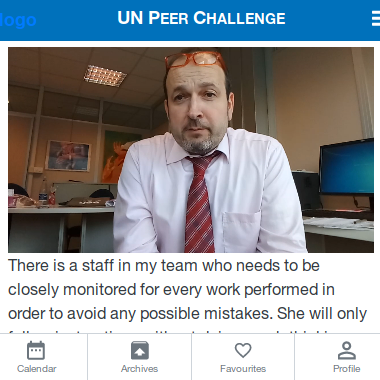 logo
UN PEER CHALLENGE
There is a staff in my team who needs to be
closely monitored for every work performed in
order to avoid any possible mistakes. She will only
Calendar
Archives
Favourites
Profile